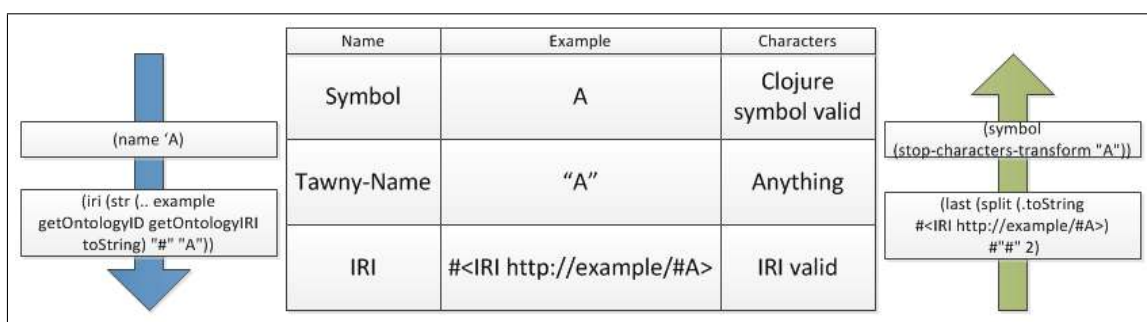 Name Example Characters
Symbol A Clojure
symbol valid
Tawny-Name “A” Anything
IRI #<IRI http://example/#A> IRI valid
(name ‘A)
(iri (str (.. example
getOntologyID getOntologyIRI
toString) "#" "A"))
(symbol
(stop-characters-transform "A"))
(last (split (.toString
#<IRI http://example/#A>)
#"#" 2)